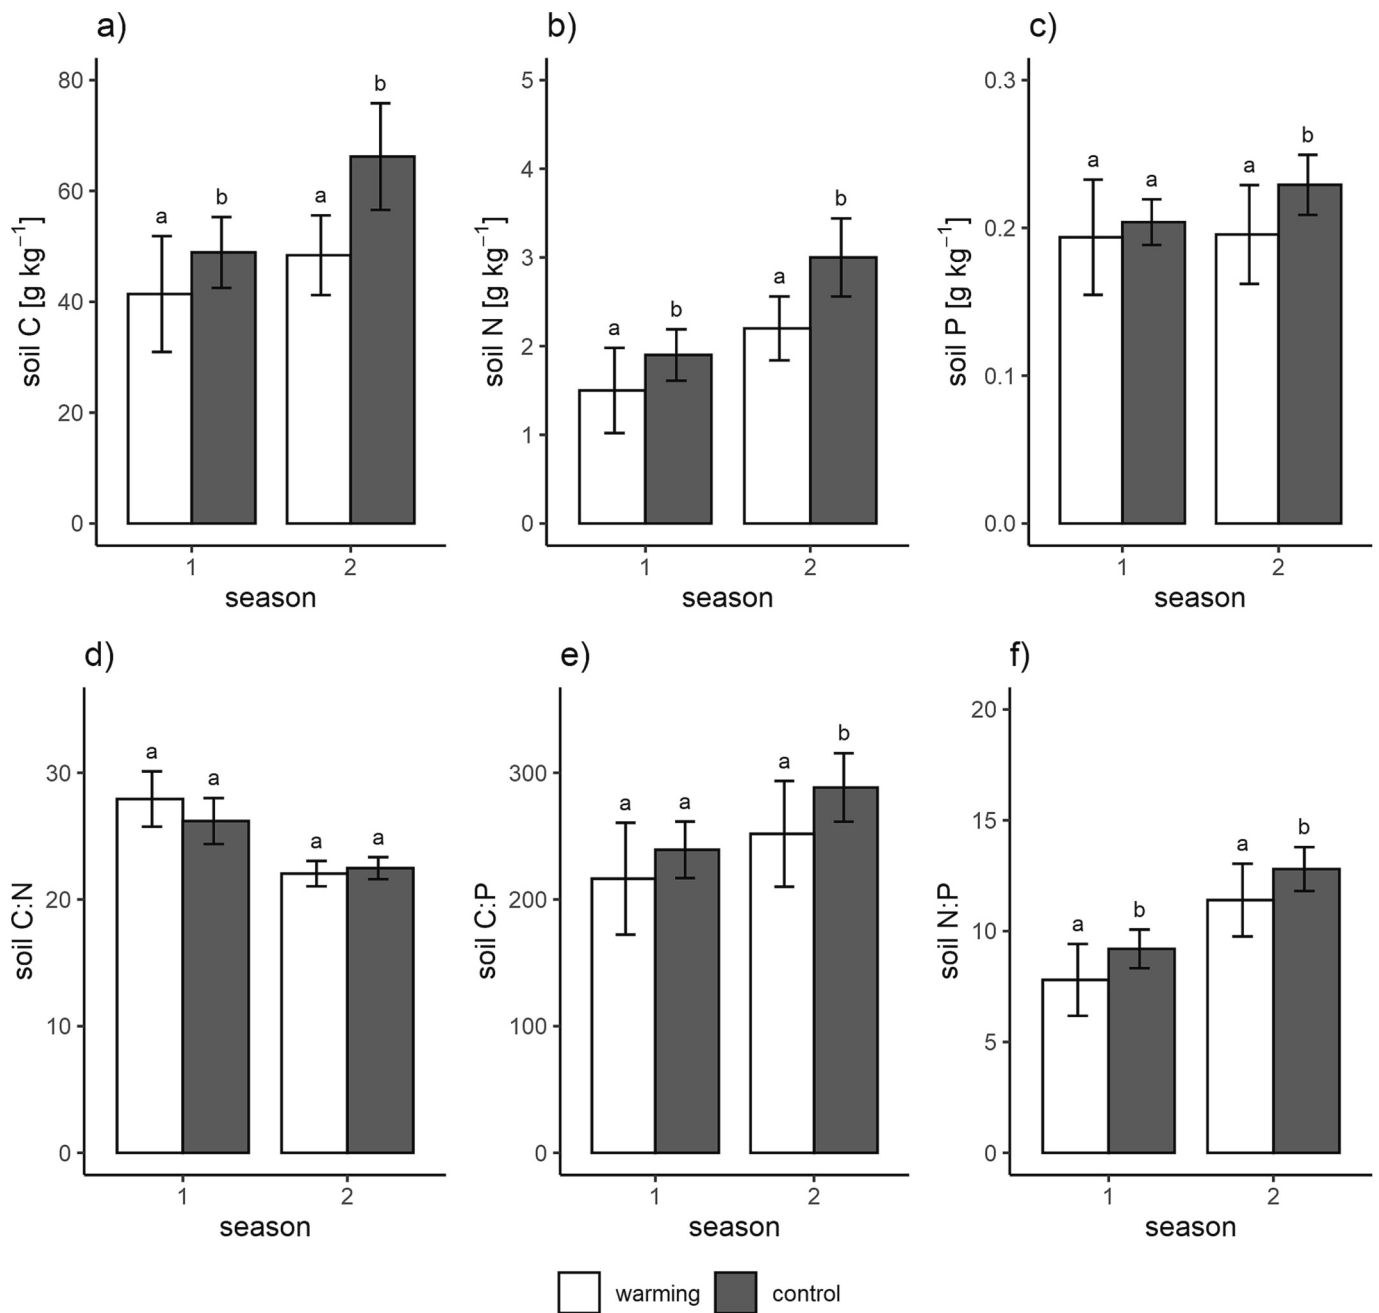 a)
soil C [g kg⁻¹]
80
60
40
20
0
a
b
a
b
1
2
season
b)
soil N [g kg⁻¹]
5
4
3
2
1
0
a
b
a
b
1
2
season
c)
soil P [g kg⁻¹]
0.3
0.2
0.1
0.0
a
a
a
b
1
2
season
d)
soil C:N
30
20
10
0
a
a
a
a
1
2
season
e)
soil C:P
300
200
100
0
a
a
a
b
1
2
season
f)
soil N:P
20
15
10
5
0
a
b
a
b
1
2
season
warming
control